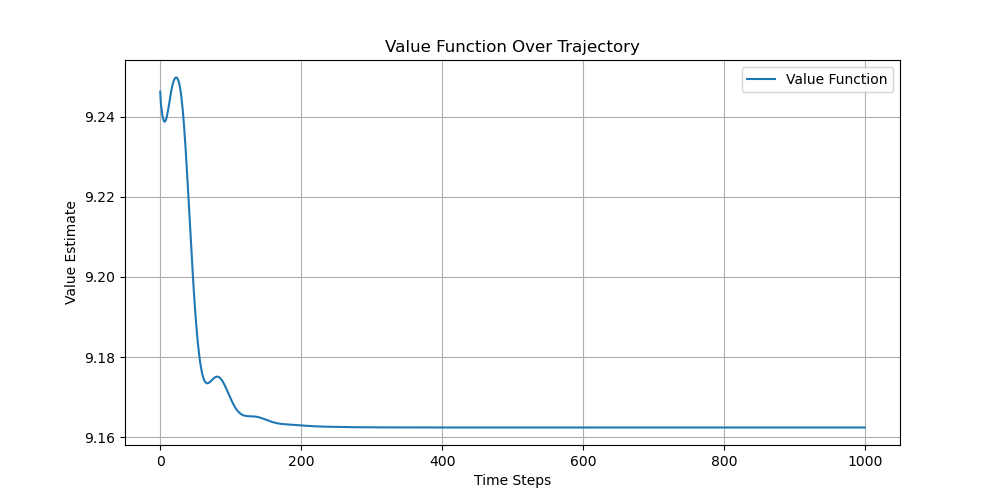 Value Function Over Trajectory
Value Function
9.24
9.22
9.20
9.18
9.16
Value Estimate
0 200 400 600 800 1000
Time Steps